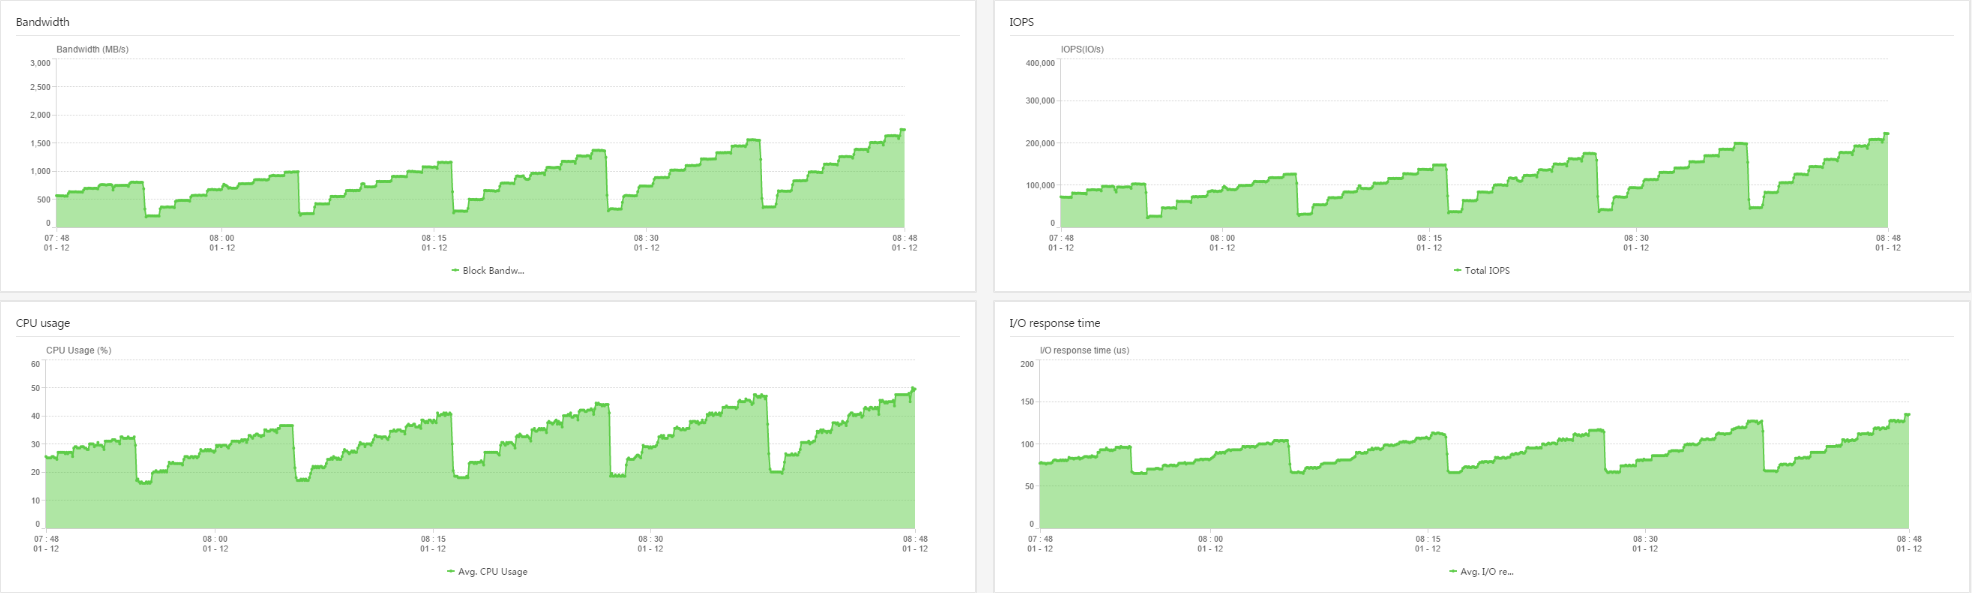 Bandwidth
Bandwidth (MB/s)
3,000
2,500
2,000
1,500
1,000
500
0
07 : 48 08 : 00 08 : 15 08 : 30 08 : 48
01 - 12 01 - 12 01 - 12 01 - 12 01 - 12
Block Bandw...
IOPS
IOPS(IO/s)
400,000
300,000
200,000
100,000
0
07 : 48 08 : 00 08 : 15 08 : 30 08 : 48
01 - 12 01 - 12 01 - 12 01 - 12 01 - 12
Total IOPS
CPU usage
CPU Usage (%)
60
50
40
30
20
10
0
07 : 48 08 : 00 08 : 15 08 : 30 08 : 48
01 - 12 01 - 12 01 - 12 01 - 12 01 - 12
Avg. CPU Usage
I/O response time
I/O response time (us)
200
150
100
50
0
07 : 48 08 : 00 08 : 15 08 : 30 08 : 48
01 - 12 01 - 12 01 - 12 01 - 12 01 - 12
Avg. I/O re...